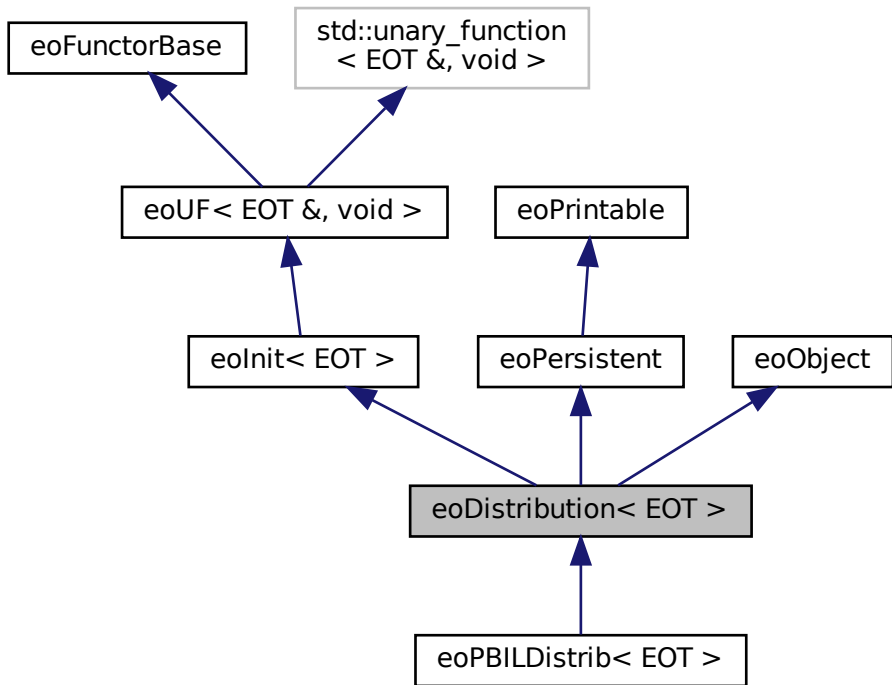 eoFunctorBase
std::unary_function
< EOT &, void >
eoUF< EOT &, void >
eoPrintable
eoInit< EOT >
eoPersistent
eoObject
eoDistribution< EOT >
eoPBILDistrib< EOT >